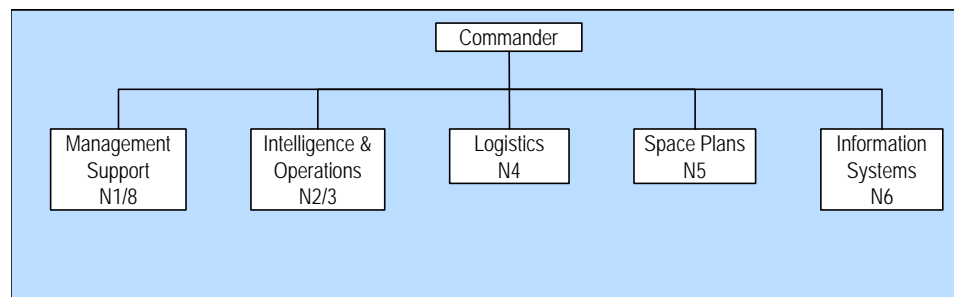 Commander
Management
Support
N1/8
Intelligence &
Operations
N2/3
Logistics
N4
Space Plans
N5
Information
Systems
N6